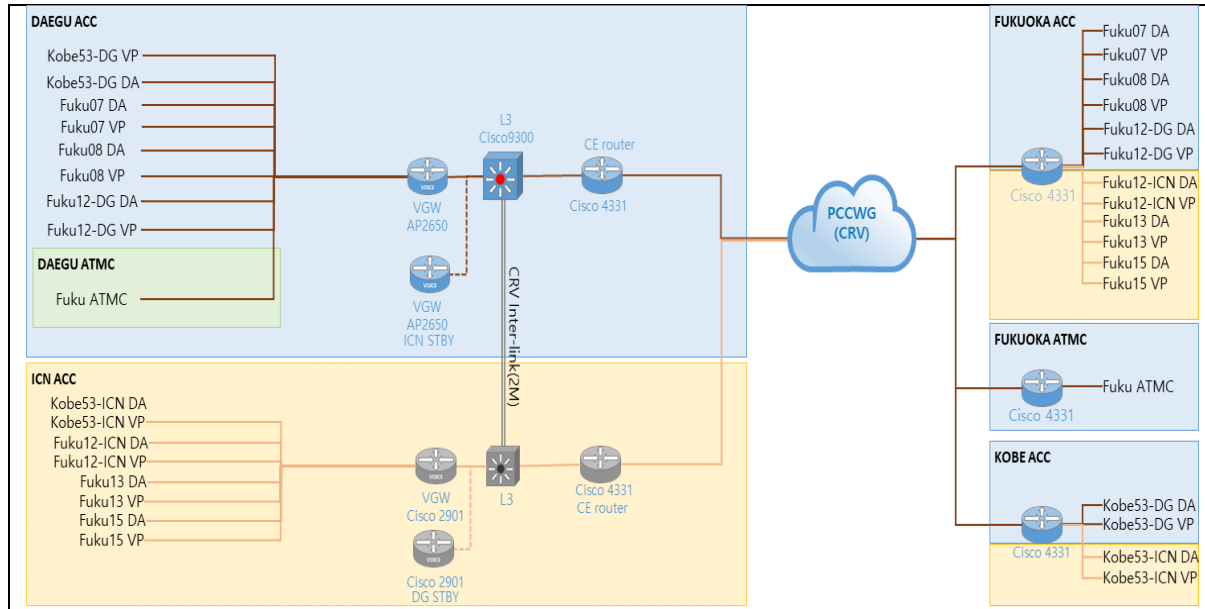 DAEGU ACC
Kobe53-DG VP
Kobe53-DG DA
Fuku07 DA
Fuku07 VP
Fuku08 DA
Fuku08 VP
Fuku12-DG DA
Fuku12-DG VP
DAEGU ATMC
Fuku ATMC
VOICE
VGW
AP2650
VOICE
VGW
AP2650
ICN STBY
L3
Cisco9300
CE router
Cisco 4331
CRV Inter-link(2M)
ICN ACC
Kobe53-ICN DA
Kobe53-ICN VP
Fuku12-ICN DA
Fuku12-ICN VP
Fuku13 DA
Fuku13 VP
Fuku15 DA
Fuku15 VP
VOICE
VGW
Cisco 2901
VOICE
Cisco 2901
DG STBY
L3
Cisco 4331
CE router
PCCWG
(CRV)
FUKUOKA ACC
Cisco 4331
Fuku07 DA
Fuku07 VP
Fuku08 DA
Fuku08 VP
Fuku12-DG DA
Fuku12-DG VP
Fuku12-ICN DA
Fuku12-ICN VP
Fuku13 DA
Fuku13 VP
Fuku15 DA
Fuku15 VP
FUKUOKA ATMC
Cisco 4331
Fuku ATMC
KOBE ACC
Cisco 4331
Kobe53-DG DA
Kobe53-DG VP
Kobe53-ICN DA
Kobe53-ICN VP